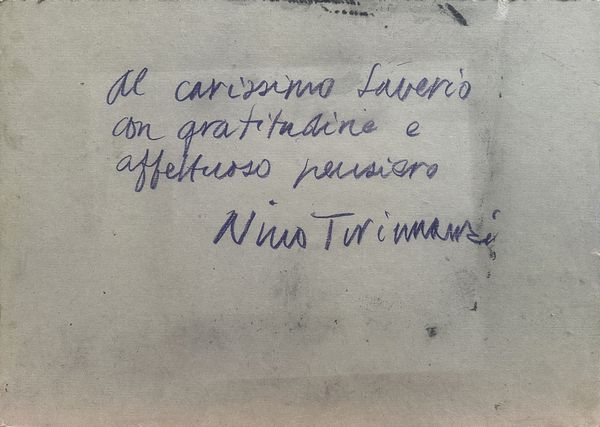 Al carissimo Saverio
con gratitudine e
affettuoso pensiero
Nino Tirinnanzi